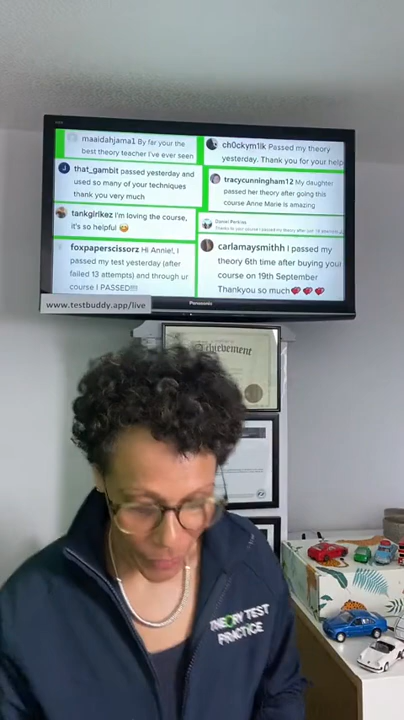 maaidahjama1 By far your the
best theory teacher I've ever seen
that_gambit passed yesterday and
used so many of your techniques
thank you very much
tankgirlkez I'm loving the course,
it's so helpful 🥹
foxpaperscissorz Hi Annie!, I
passed my test yesterday (after
failed 13 attempts) and through ur
course I PASSED!!!
ch0ckym1lk Passed my theory
yesterday. Thank you for your help
tracycunningham12 My daughter
passed her theory after going this
course Anne Marie is amazing
Daniel Perkins
carlamaysmithh I passed my
theory 6th time after buying your
course on 19th September
Thankyou so much💖💖💖
www.testbuddy.app/live
Panasonic
Achievement
THEORY TEST
PRACTICE